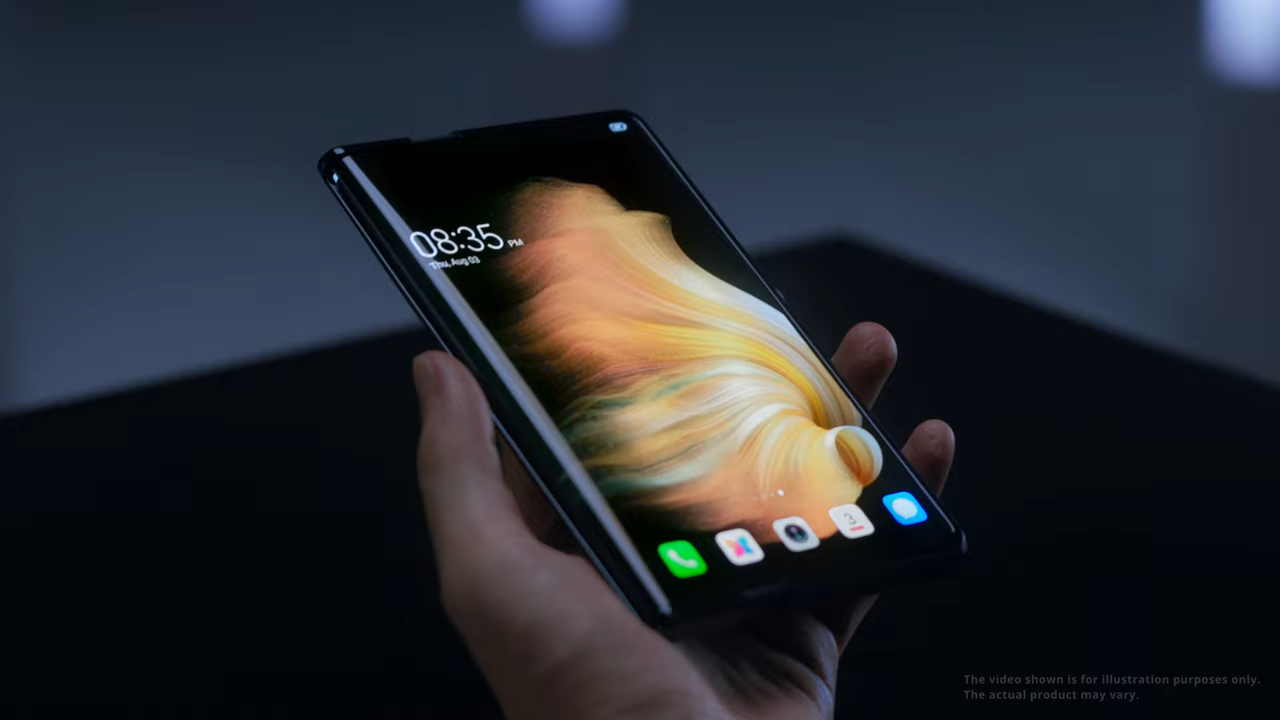 08:35 PM
Thu, Aug 03
3
The video shown is for illustration purposes only.
The actual product may vary.